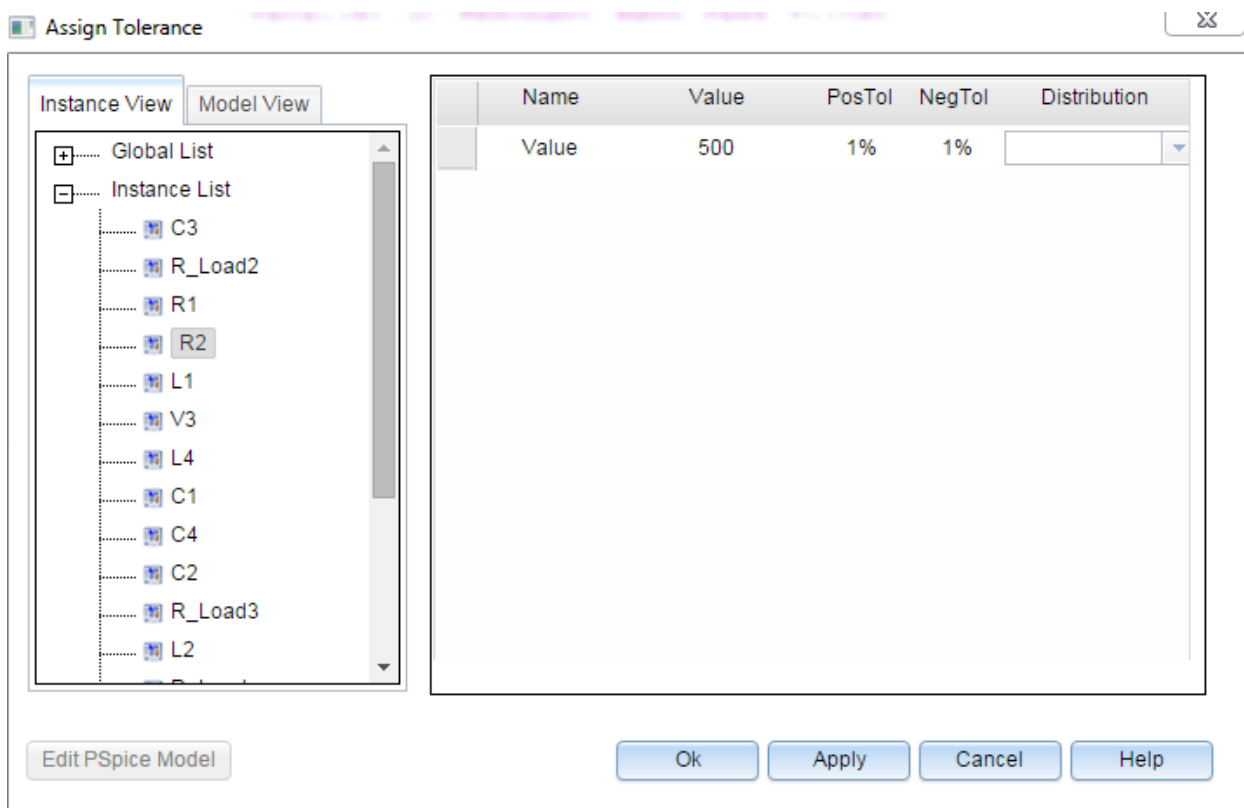 Assign Tolerance
Instance View
Model View
Global List
Instance List
C3
R_Load2
R1
R2
L1
V3
L4
C1
C4
C2
R_Load3
L2
Name Value PosTol NegTol Distribution
Value 500 1% 1%
Edit PSpice Model
Ok
Apply
Cancel
Help